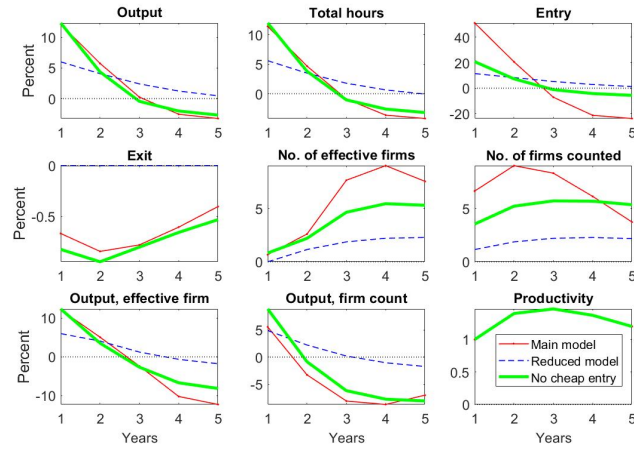 Output
Total hours
Entry
Percent
10
5
0
1 2 3 4 5
10
5
0
1 2 3 4 5
40
20
0
-20
1 2 3 4 5
Exit
No. of effective firms
No. of firms counted
Percent
0
-0.5
1 2 3 4 5
5
0
1 2 3 4 5
5
0
1 2 3 4 5
Output, effective firm
Output, firm count
Productivity
Percent
10
0
-10
1 2 3 4 5
Years
5
0
-5
1 2 3 4 5
Years
1
0.5
0
1 2 3 4 5
Years
Main model
Reduced model
No cheap entry